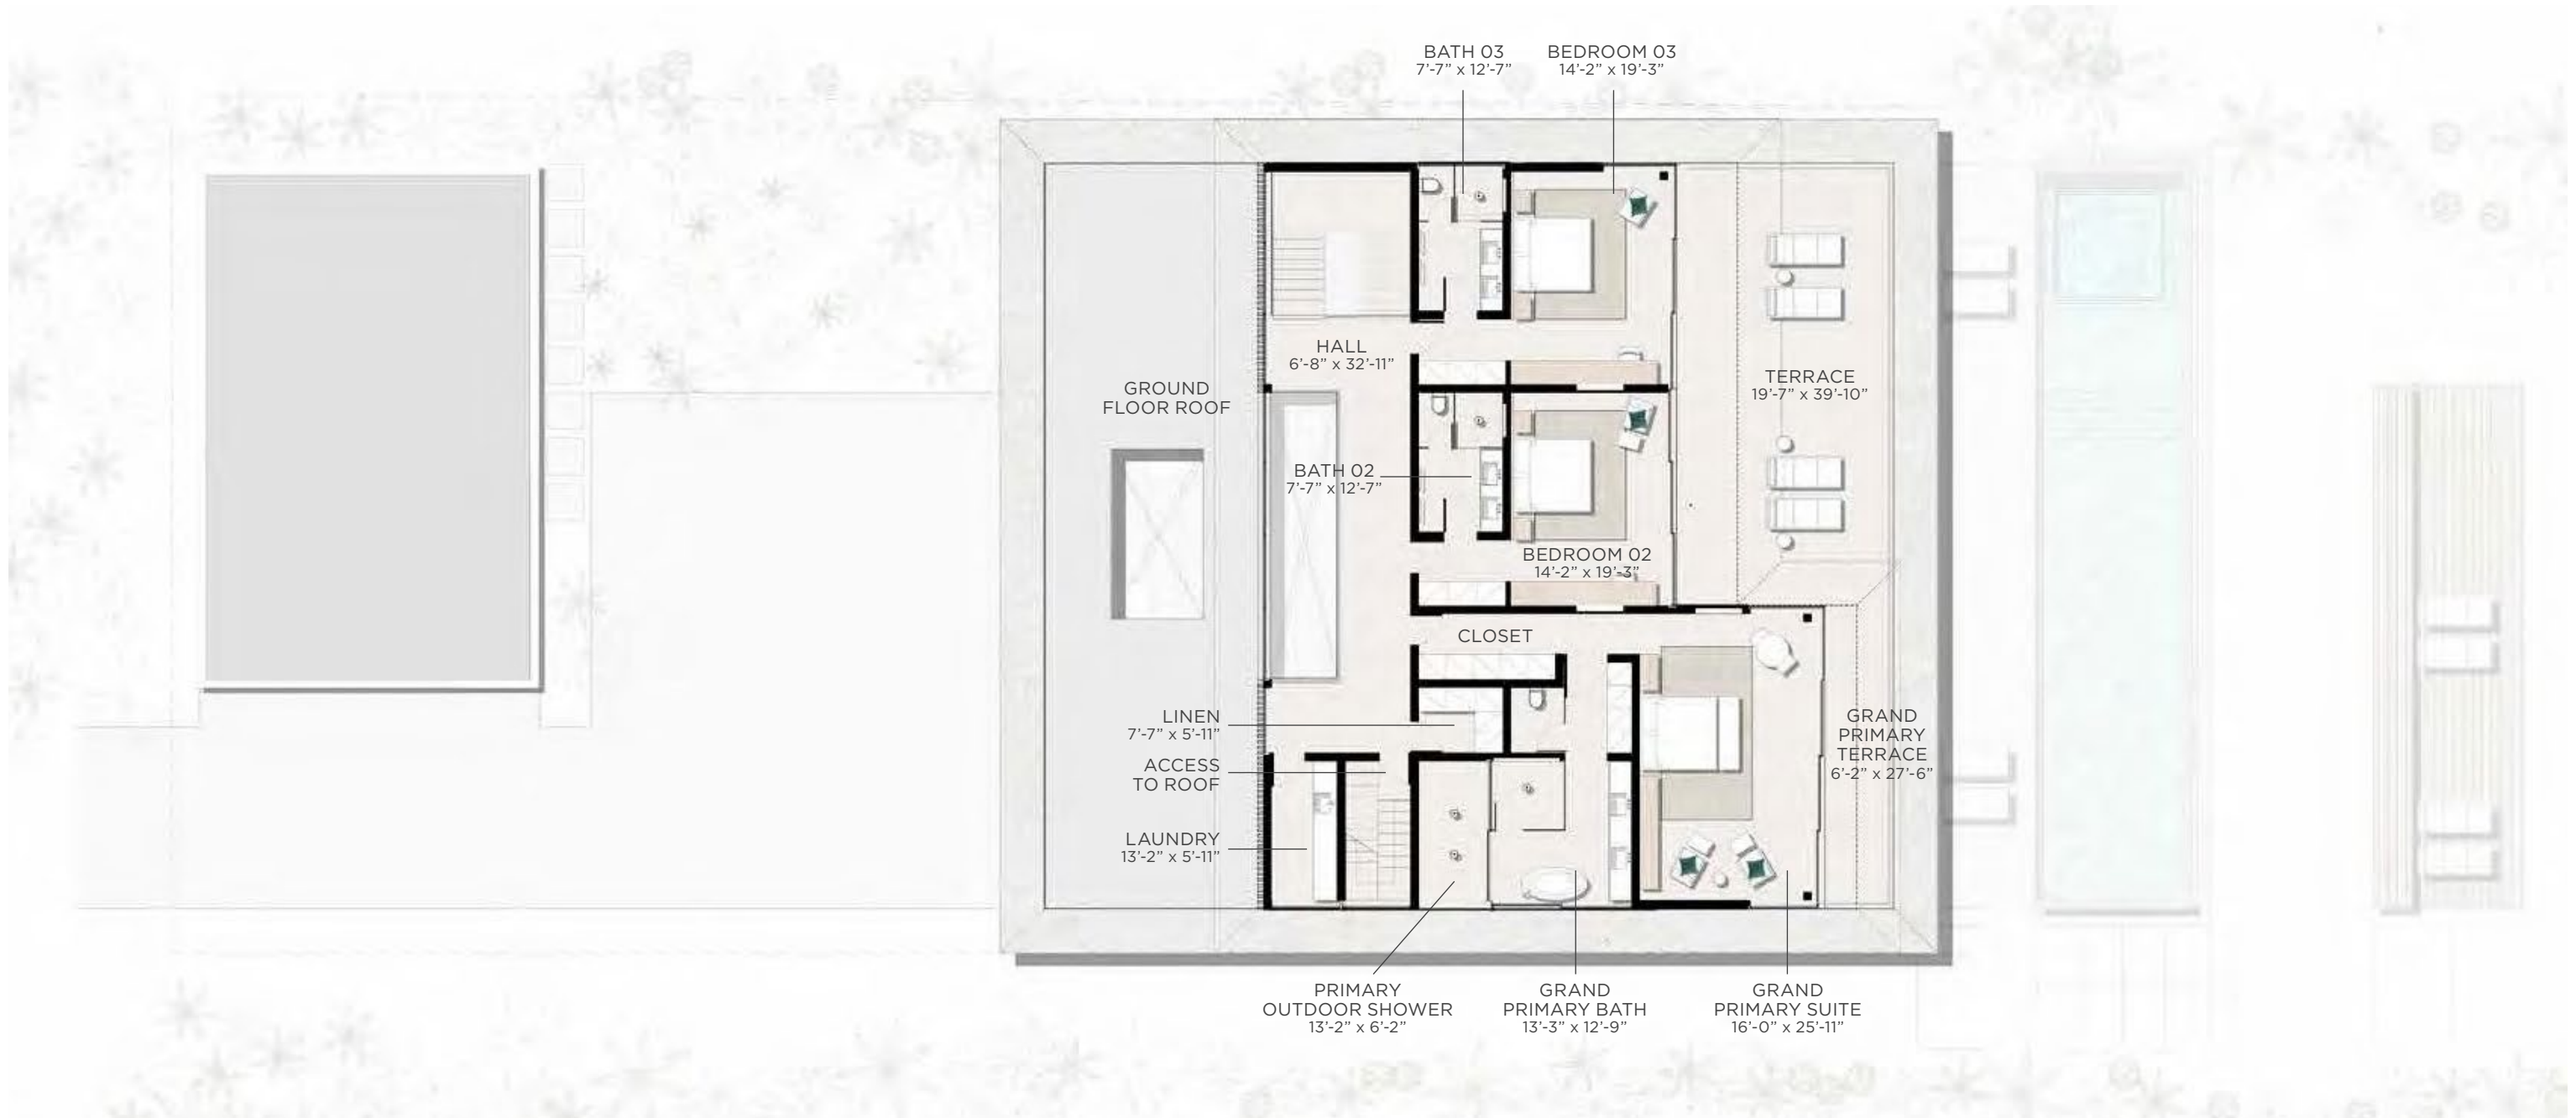 BATH 03
7’-7” x 12’-7”
BEDROOM 03
14’-2” x 19’-3”
HALL
6’-8” x 32’-11”
GROUND
FLOOR ROOF
TERRACE
19’-7” x 39’-10”
BATH 02
7’-7” x 12’-7”
BEDROOM 02
14’-2” x 19’-3”
CLOSET
LINEN
7’-7” x 5’-11”
ACCESS
TO ROOF
LAUNDRY
13’-2” x 5’-11”
GRAND
PRIMARY
TERRACE
6’-2” x 27’-6”
PRIMARY
OUTDOOR SHOWER
13’-2” x 6’-2”
GRAND
PRIMARY BATH
13’-3” x 12’-9”
GRAND
PRIMARY SUITE
16’-0” x 25’-11”